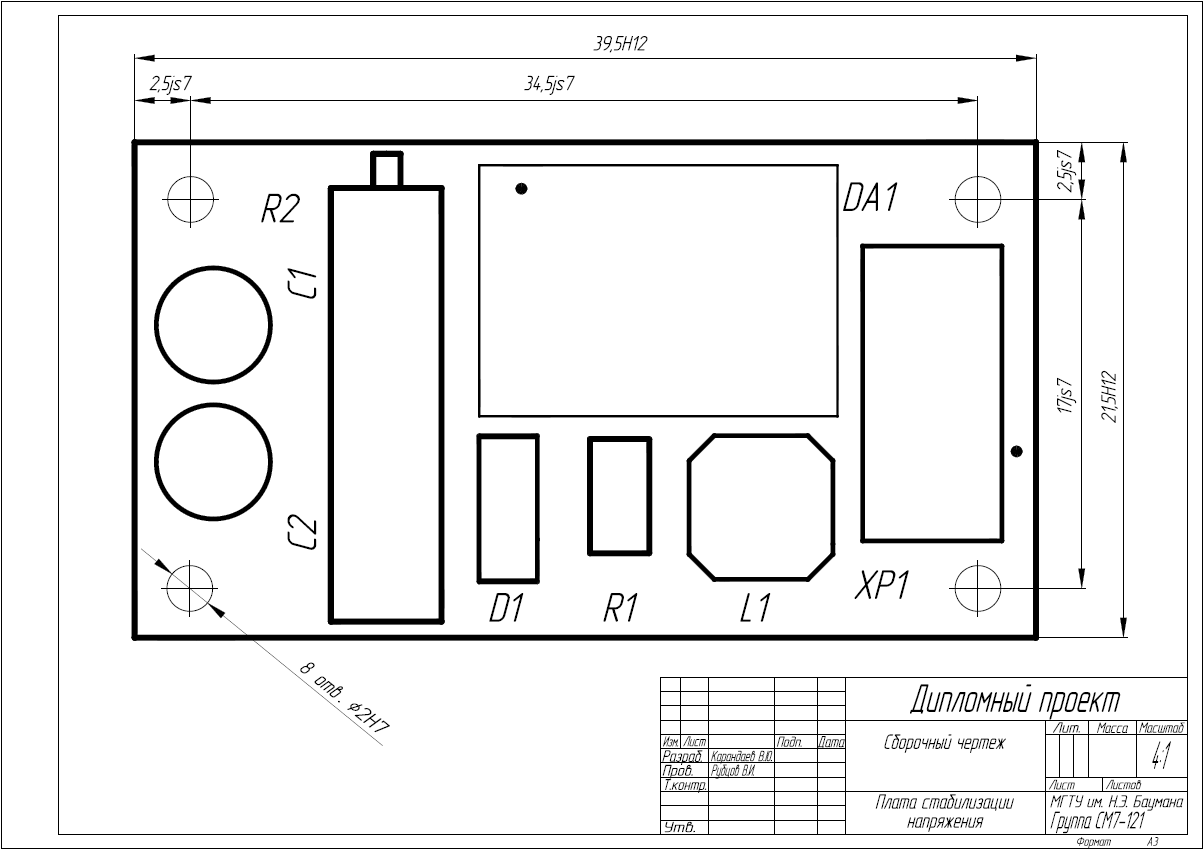 39,5H12
2,5js7
34,5js7
2,5js7
DA1
R2
C1
17js7
21,5H12
C2
XP1
D1
R1
L1
8 отв. ⌀2H7
Дипломный проект
Лит.
Масса
Масштаб
Изм.
Лист
Подп.
Дата
Сборочный чертеж
Разраб.
Карандаев В.Ю.
4:1
Пров.
Рубцов В.И.
Т.контр.
Лист
Листов
Плата стабилизации
напряжения
МГТУ им. Н.Э. Баумана
Группа СМ7-121
Утв.
Формат
А3